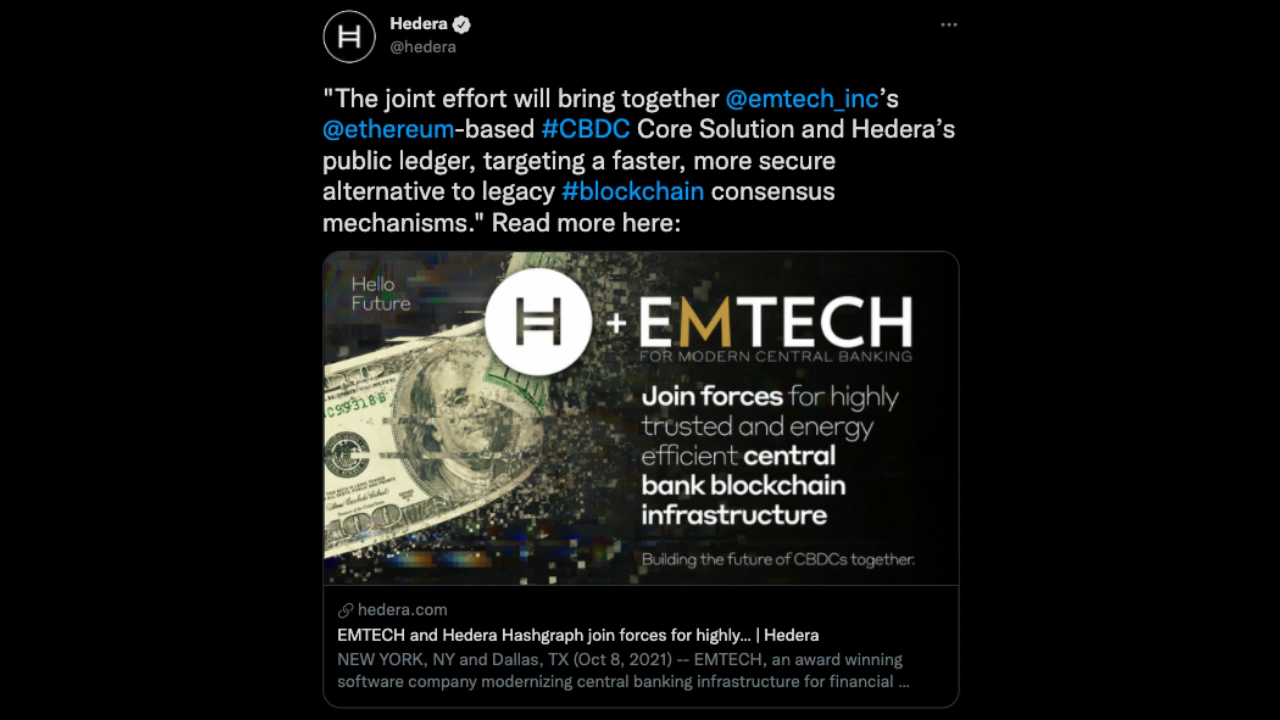 Hedera
@hedera
"The joint effort will bring together @emtech_inc’s
@ethereum-based #CBDC Core Solution and Hedera’s
public ledger, targeting a faster, more secure
alternative to legacy #blockchain consensus
mechanisms." Read more here:
Hello
Future
H + EMTECH
FOR MODERN CENTRAL BANKING
Join forces for highly
trusted and energy
efficient central
bank blockchain
infrastructure
Building the future of CBDCs together.
hedera.com
EMTECH and Hedera Hashgraph join forces for highly... | Hedera
NEW YORK, NY and Dallas, TX (Oct 8, 2021) -- EMTECH, an award winning
software company modernizing central banking infrastructure for financial ...